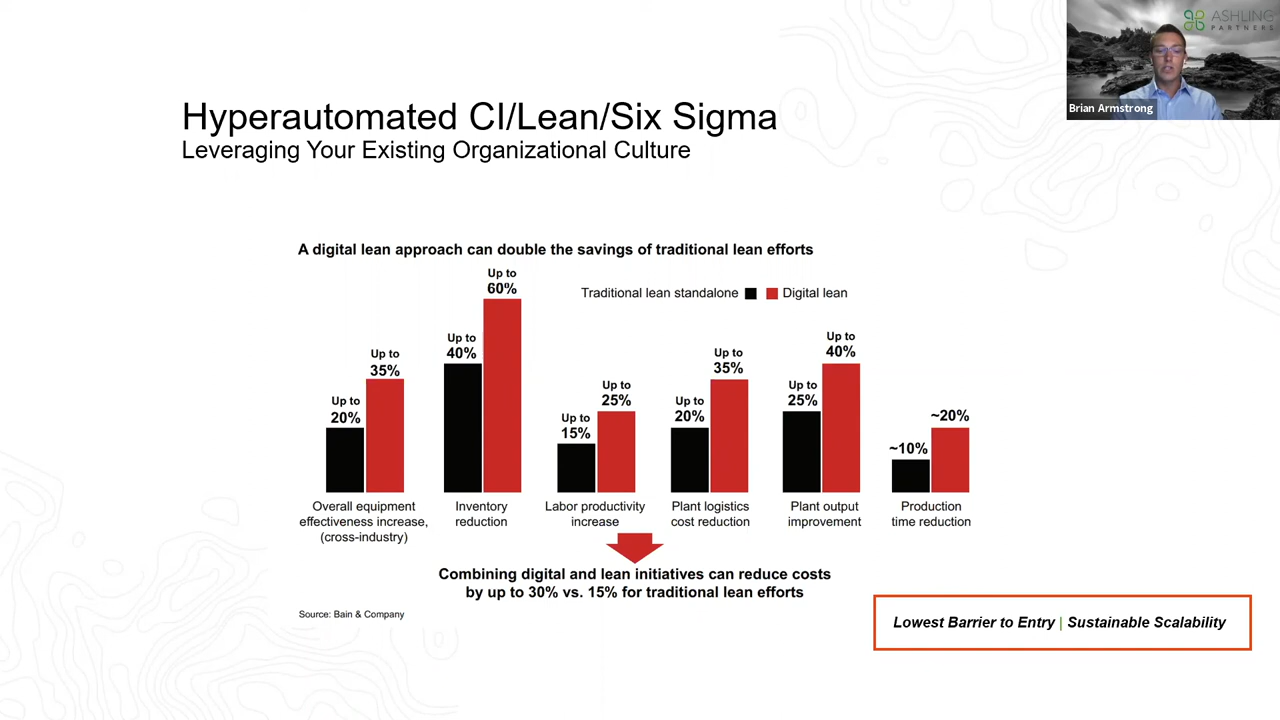 ASHLING
PARTNERS
Brian Armstrong
Hyperautomated CI/Lean/Six Sigma
Leveraging Your Existing Organizational Culture
A digital lean approach can double the savings of traditional lean efforts
Traditional lean standalone
Digital lean
Up to
20%
Up to
35%
Up to
40%
Up to
60%
Up to
15%
Up to
25%
Up to
20%
Up to
35%
Up to
25%
Up to
40%
~10%
~20%
Overall equipment
effectiveness increase,
(cross-industry)
Inventory
reduction
Labor productivity
increase
Plant logistics
cost reduction
Plant output
improvement
Production
time reduction
Combining digital and lean initiatives can reduce costs
by up to 30% vs. 15% for traditional lean efforts
Source: Bain & Company
Lowest Barrier to Entry | Sustainable Scalability